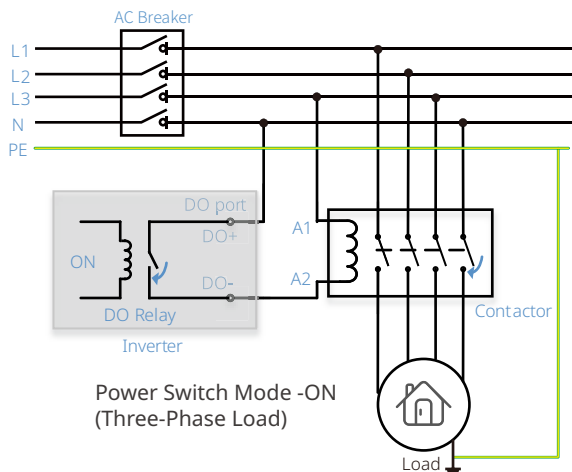 AC Breaker
L1
L2
L3
N
PE
DO port
DO+
A1
ON
DO-
A2
DO Relay
Contactor
Inverter
Power Switch Mode -ON
(Three-Phase Load)
Load